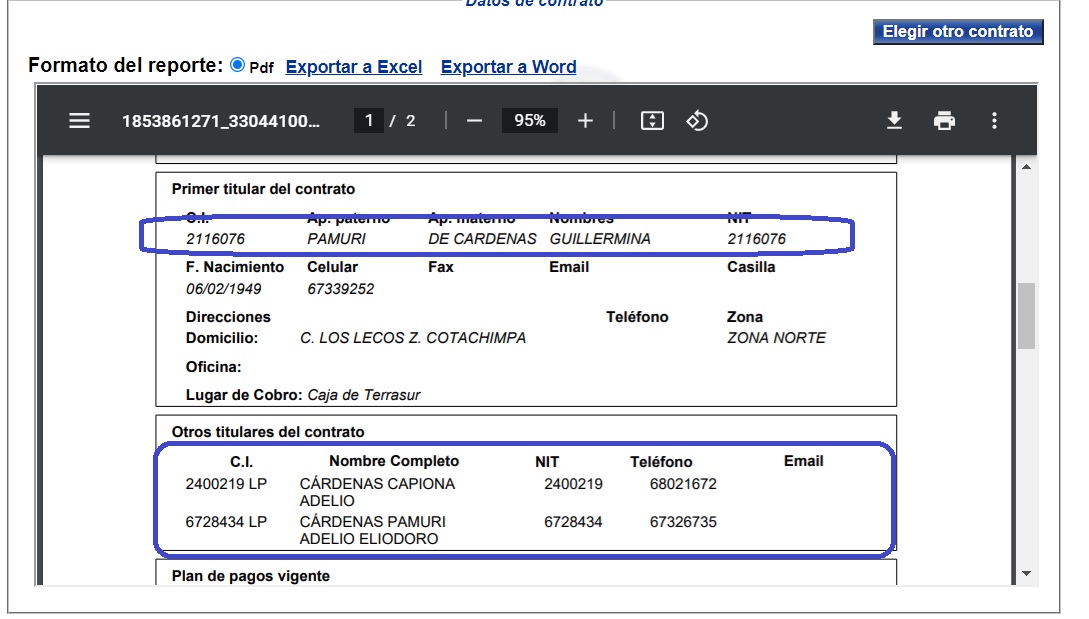 Datos de contrato
Elegir otro contrato
Formato del reporte: Pdf Exportar a Excel Exportar a Word
1853861271_33044100... 1 / 2 95%
Primer titular del contrato
C.I. Ap. paterno Ap. materno Nombres NIT
2116076 PAMURI DE CARDENAS GUILLERMINA 2116076
F. Nacimiento Celular Fax Email Casilla
06/02/1949 67339252
Direcciones Teléfono Zona
Domicilio: C. LOS LECOS Z. COTACHIMPA ZONA NORTE
Oficina:
Lugar de Cobro: Caja de Terrasur
Otros titulares del contrato
C.I. Nombre Completo NIT Teléfono Email
2400219 LP CÁRDENAS CAPIONA 2400219 68021672
ADELIO
6728434 LP CÁRDENAS PAMURI 6728434 67326735
ADELIO ELIODORO
Plan de pagos vigente